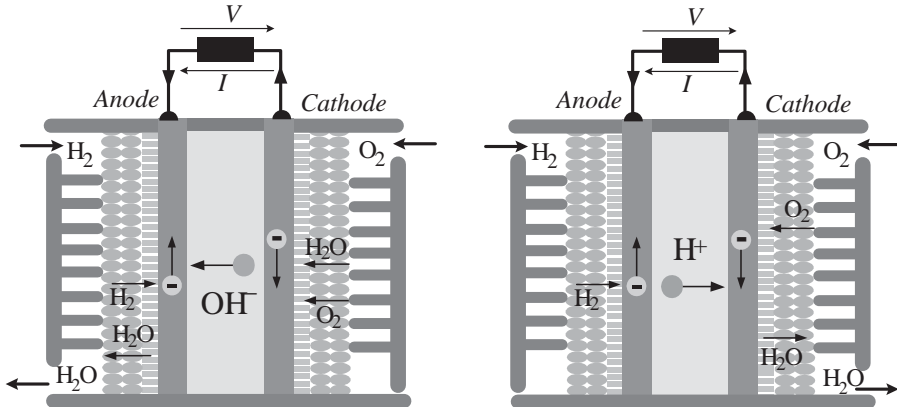 V
I
Anode
Cathode
H2
O2
H2O
OH−
H2
O2
H2O
H2O
V
I
Anode
Cathode
H2
O2
O2
H+
H2
H2O
H2O